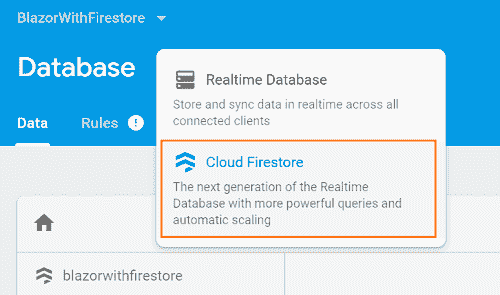 BlazorWithFirestore
Database
Realtime Database
Store and sync data in realtime across all
connected clients
Data Rules !
Cloud Firestore
The next generation of the Realtime
Database with more powerful queries and
automatic scaling
blazorwithfirestore